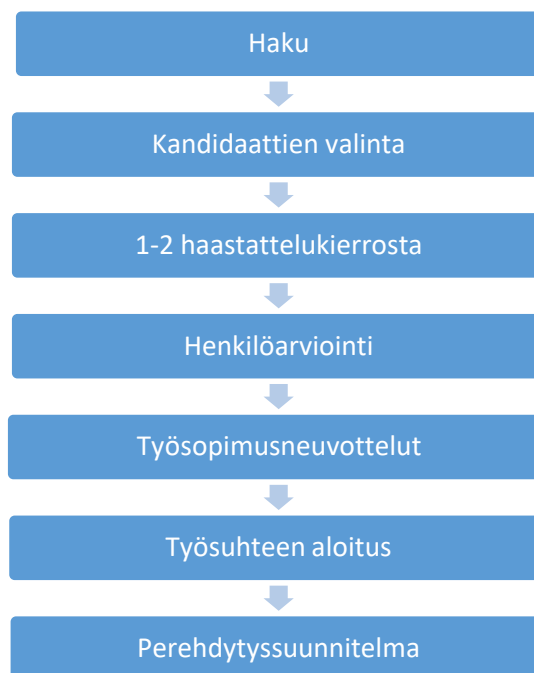 Haku
Kandidaattien valinta
1-2 haastattelukierrosta
Henkilöarviointi
Työsopimusneuvottelut
Työsuhteen aloitus
Perehdytyssuunnitelma